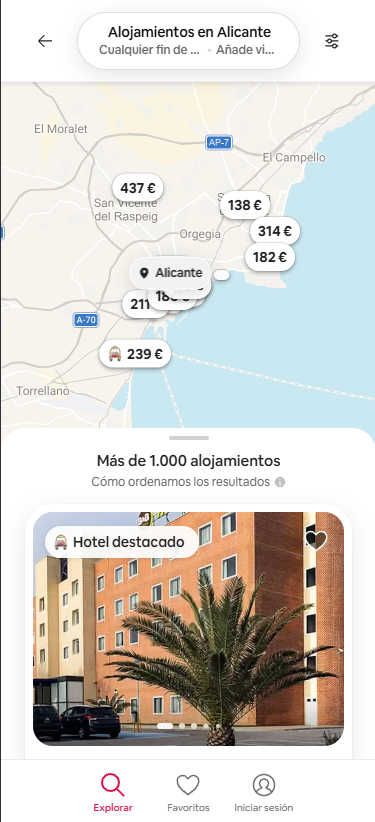 Alojamientos en Alicante
Cualquier fin de ... • Añade vi...
El Moralet
AP-7
El Campello
437 €
San Vicente
del Raspeig
138 €
314 €
Orgegia
182 €
Alicante
211
A-70
239 €
Torrellano
Más de 1.000 alojamientos
Cómo ordenamos los resultados
Hotel destacado
Explorar
Favoritos
Iniciar sesión